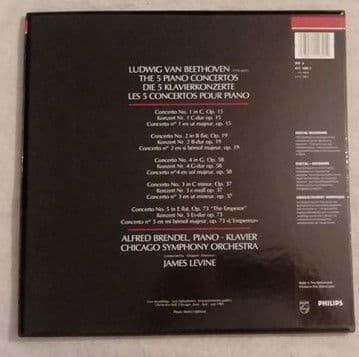 LUDWIG VAN BEETHOVEN
THE 5 PIANO CONCERTOS
DIE 5 KLAVIERKONZERTE
LES 5 CONCERTOS POUR PIANO
Concerto No. 1 in C, Op. 15
Konzert Nr. 1 C-dur op. 15
Concerto nº 1 en ut majeur, op. 15
Concerto No. 2 in B flat, Op. 19
Konzert Nr. 2 B-dur op. 19
Concerto nº 2 en si bémol majeur, op. 19
Concerto No. 4 in G, Op. 58
Konzert Nr. 4 G-dur op. 58
Concerto nº 4 en sol majeur, op. 58
Concerto No. 3 in C minor, Op. 37
Konzert Nr. 3 c-moll op. 37
Concerto nº 3 en ut mineur, op. 37
Concerto No. 5 in E flat, Op. 73 "The Emperor"
Konzert Nr. 5 Es-dur op. 73
Concerto nº 5 en mi bémol majeur, op. 73 «L'Empereur»
ALFRED BRENDEL, PIANO · KLAVIER
CHICAGO SYMPHONY ORCHESTRA
JAMES LEVINE
DIGITAL RECORDING
PHILIPS